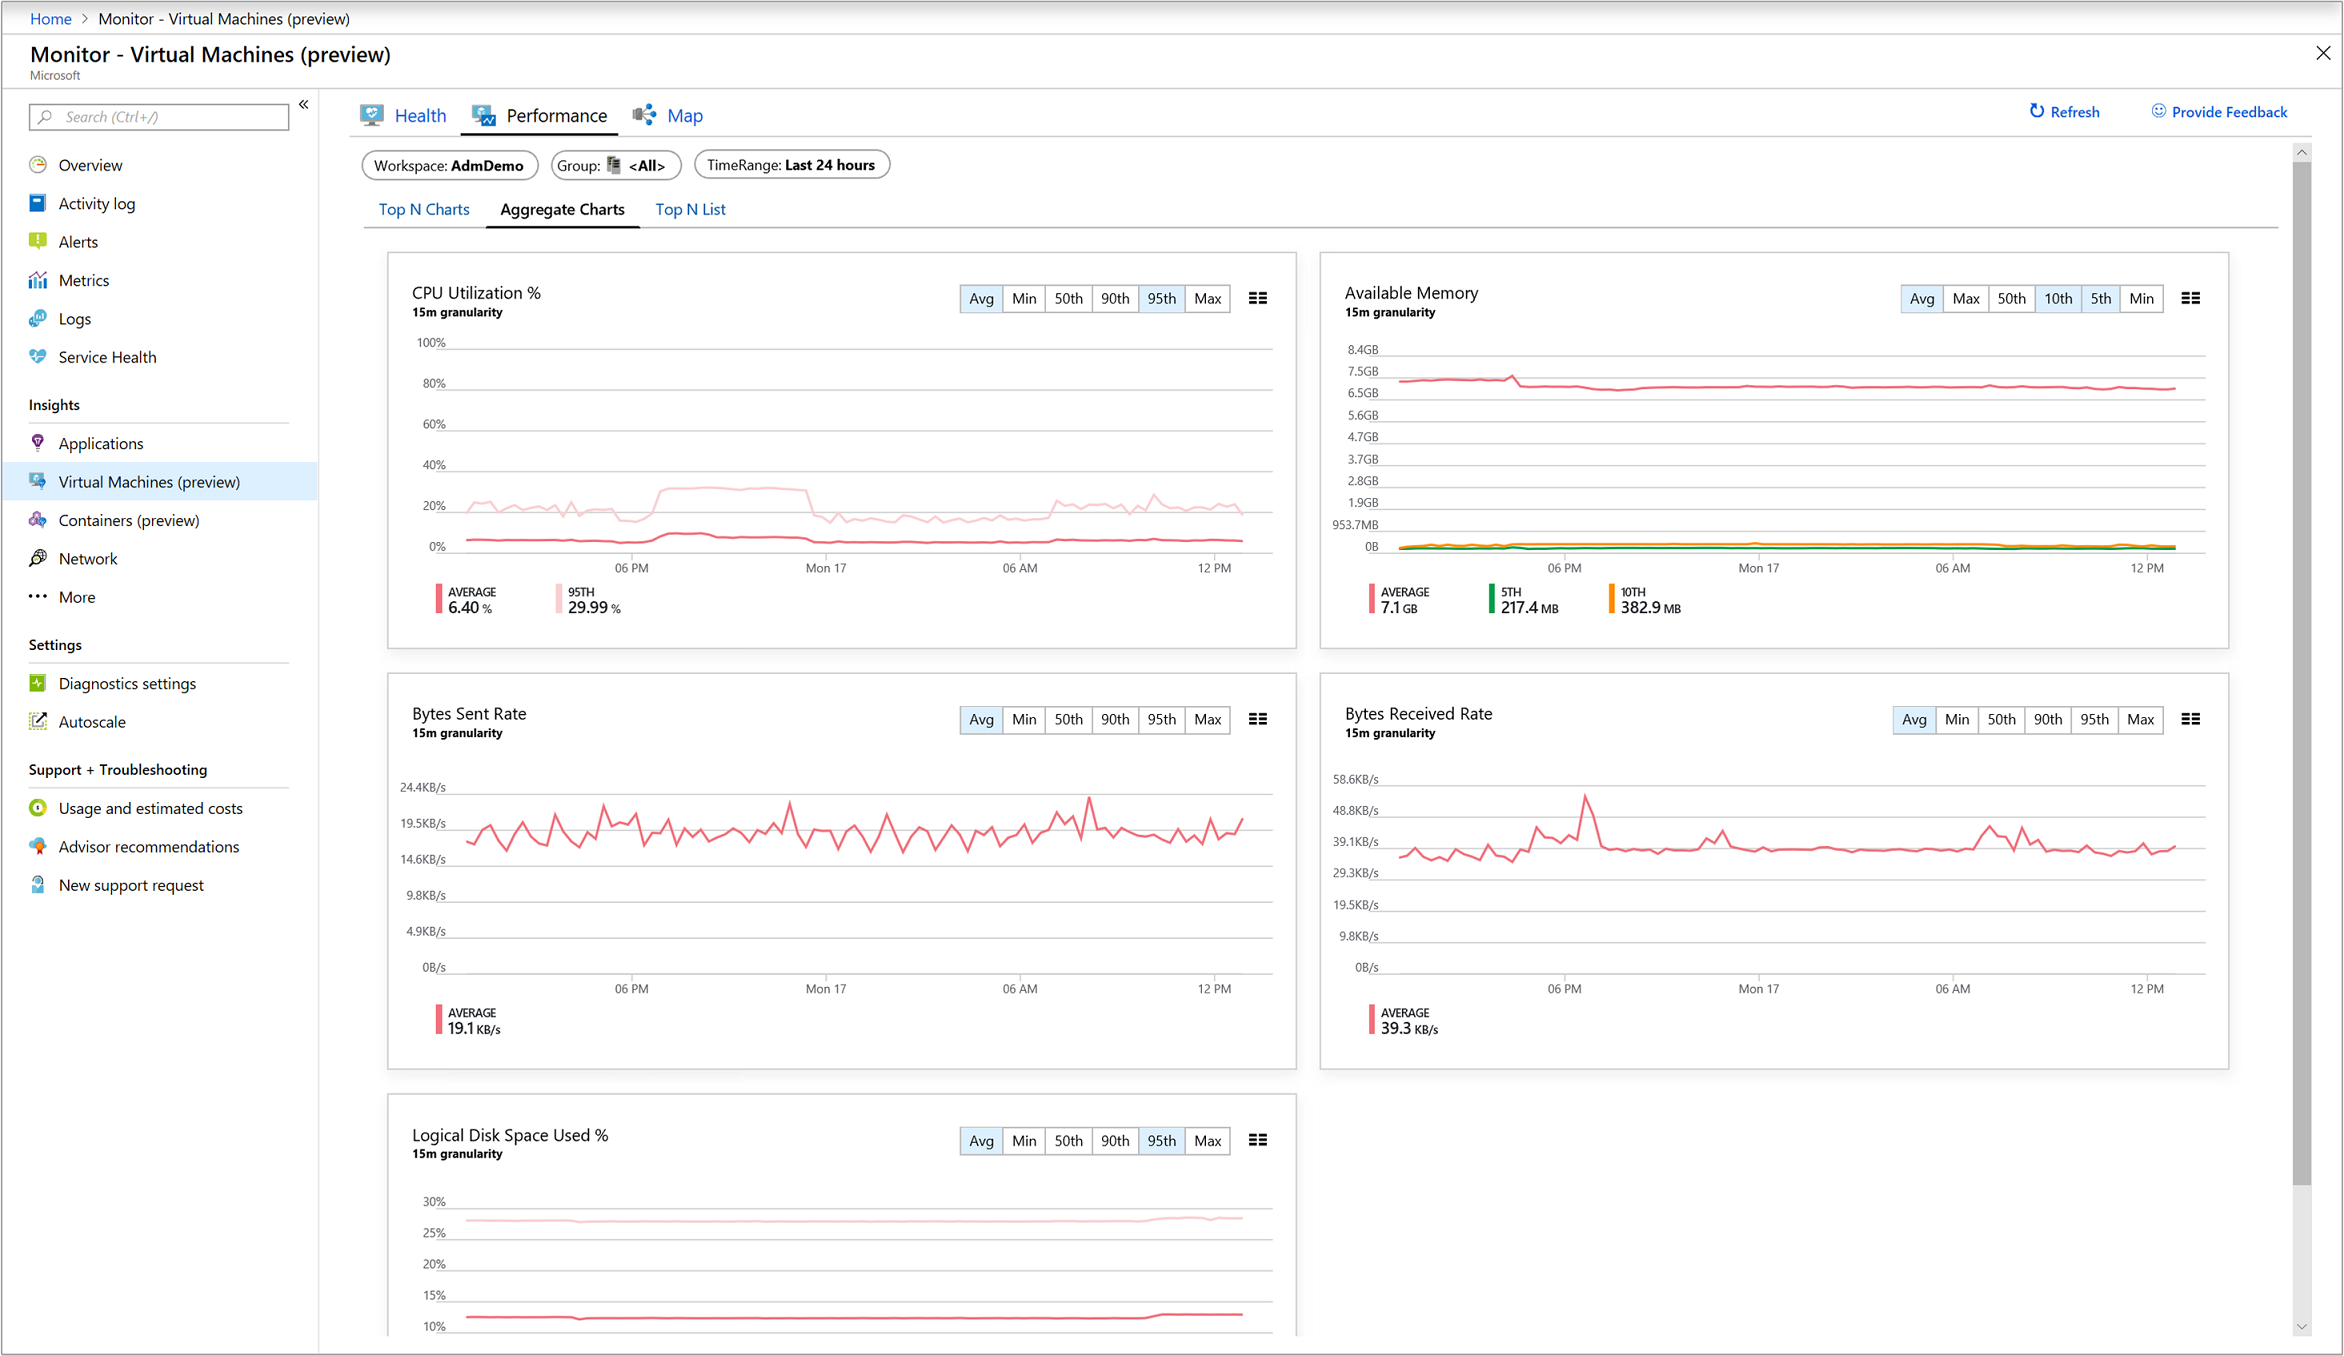 Home > Monitor - Virtual Machines (preview)
Monitor - Virtual Machines (preview)
Microsoft
Search (Ctrl+/)
Overview
Activity log
Alerts
Metrics
Logs
Service Health
Insights
Applications
Virtual Machines (preview)
Containers (preview)
Network
More
Settings
Diagnostics settings
Autoscale
Support + Troubleshooting
Usage and estimated costs
Advisor recommendations
New support request
Health Performance Map
Refresh Provide Feedback
Workspace: AdmDemo Group: <All> TimeRange: Last 24 hours
Top N Charts Aggregate Charts Top N List
CPU Utilization %
15m granularity
Avg Min 50th 90th 95th Max
100%
80%
60%
40%
20%
0%
06 PM Mon 17 06 AM 12 PM
AVERAGE 95TH
6.40 % 29.99 %
Available Memory
15m granularity
Avg Max 50th 10th 5th Min
8.4GB
7.5GB
6.5GB
5.6GB
4.7GB
3.7GB
2.8GB
1.9GB
953.7MB
0B
06 PM Mon 17 06 AM 12 PM
AVERAGE 5TH 10TH
7.1 GB 217.4 MB 382.9 MB
Bytes Sent Rate
15m granularity
Avg Min 50th 90th 95th Max
24.4KB/s
19.5KB/s
14.6KB/s
9.8KB/s
4.9KB/s
0B/s
06 PM Mon 17 06 AM 12 PM
AVERAGE
19.1 KB/s
Bytes Received Rate
15m granularity
Avg Min 50th 90th 95th Max
58.6KB/s
48.8KB/s
39.1KB/s
29.3KB/s
19.5KB/s
9.8KB/s
0B/s
06 PM Mon 17 06 AM 12 PM
AVERAGE
39.3 KB/s
Logical Disk Space Used %
15m granularity
Avg Min 50th 90th 95th Max
30%
25%
20%
15%
10%